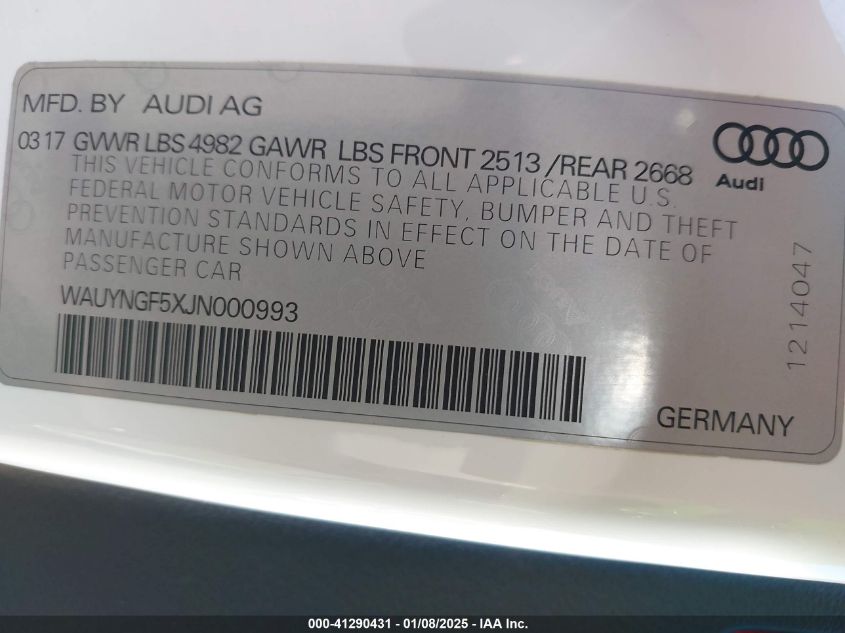 MFD. BY AUDI AG
03 17 GVWR LBS 4982 GAWR LBS FRONT 2513 /REAR 2668
THIS VEHICLE CONFORMS TO ALL APPLICABLE U.S.
FEDERAL MOTOR VEHICLE SAFETY, BUMPER AND THEFT
PREVENTION STANDARDS IN EFFECT ON THE DATE OF
MANUFACTURE SHOWN ABOVE
PASSENGER CAR
WAUYNGF5XJN000993
Audi
1214047
GERMANY
000-41290431 - 01/08/2025 - IAA Inc.